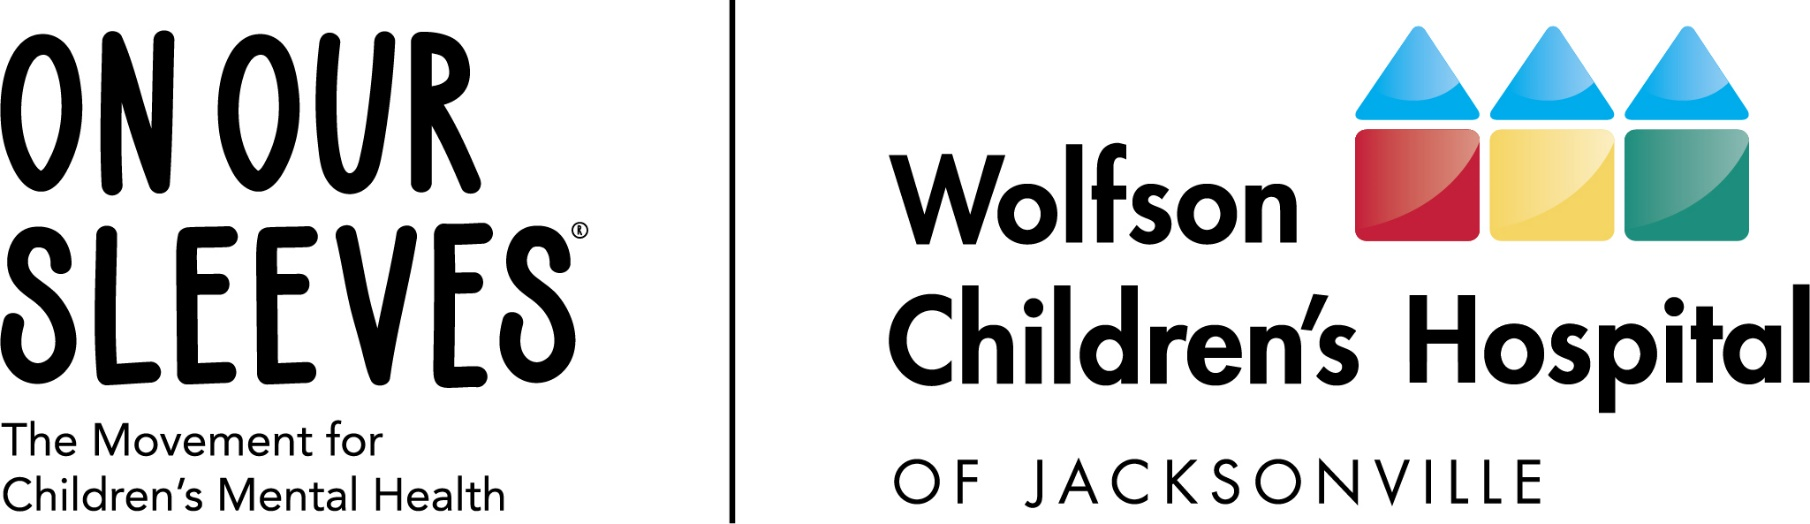 ON OUR
SLEEVES®
The Movement for
Children's Mental Health
Wolfson
Children's Hospital
OF JACKSONVILLE